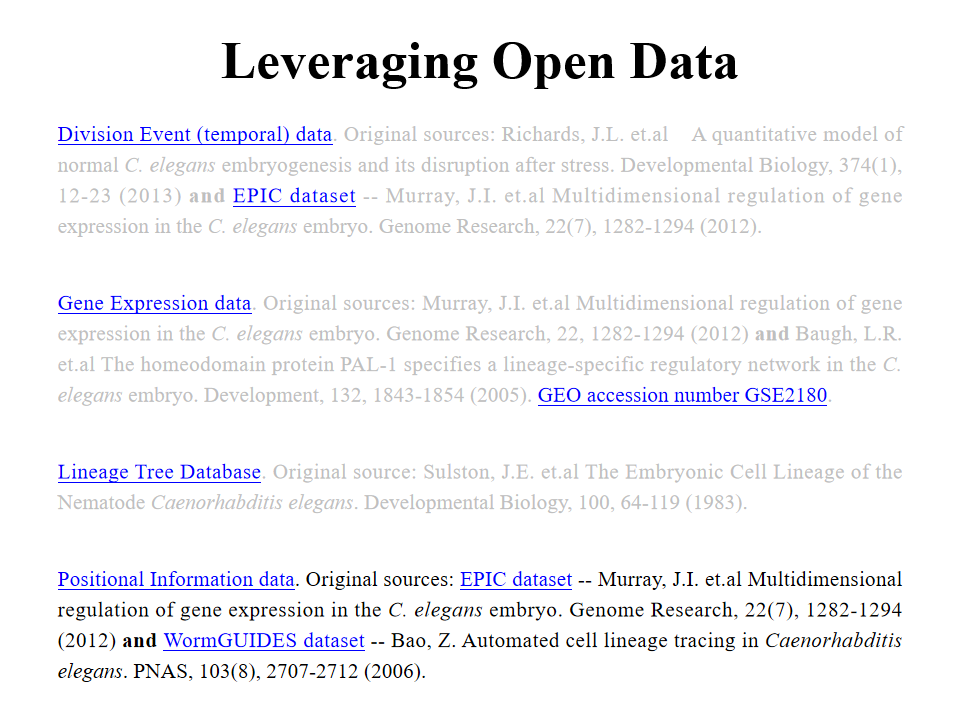 Leveraging Open Data
Division Event (temporal) data. Original sources: Richards, J.L. et.al A quantitative model of
normal C. elegans embryogenesis and its disruption after stress. Developmental Biology, 374(1),
12-23 (2013) and EPIC dataset -- Murray, J.I. et.al Multidimensional regulation of gene
expression in the C. elegans embryo. Genome Research, 22(7), 1282-1294 (2012).
Gene Expression data. Original sources: Murray, J.I. et.al Multidimensional regulation of gene
expression in the C. elegans embryo. Genome Research, 22, 1282-1294 (2012) and Baugh, L.R.
et.al The homeodomain protein PAL-1 specifies a lineage-specific regulatory network in the C.
elegans embryo. Development, 132, 1843-1854 (2005). GEO accession number GSE2180.
Lineage Tree Database. Original source: Sulston, J.E. et.al The Embryonic Cell Lineage of the
Nematode Caenorhabditis elegans. Developmental Biology, 100, 64-119 (1983).
Positional Information data. Original sources: EPIC dataset -- Murray, J.I. et.al Multidimensional
regulation of gene expression in the C. elegans embryo. Genome Research, 22(7), 1282-1294
(2012) and WormGUIDES dataset -- Bao, Z. Automated cell lineage tracing in Caenorhabditis
elegans. PNAS, 103(8), 2707-2712 (2006).